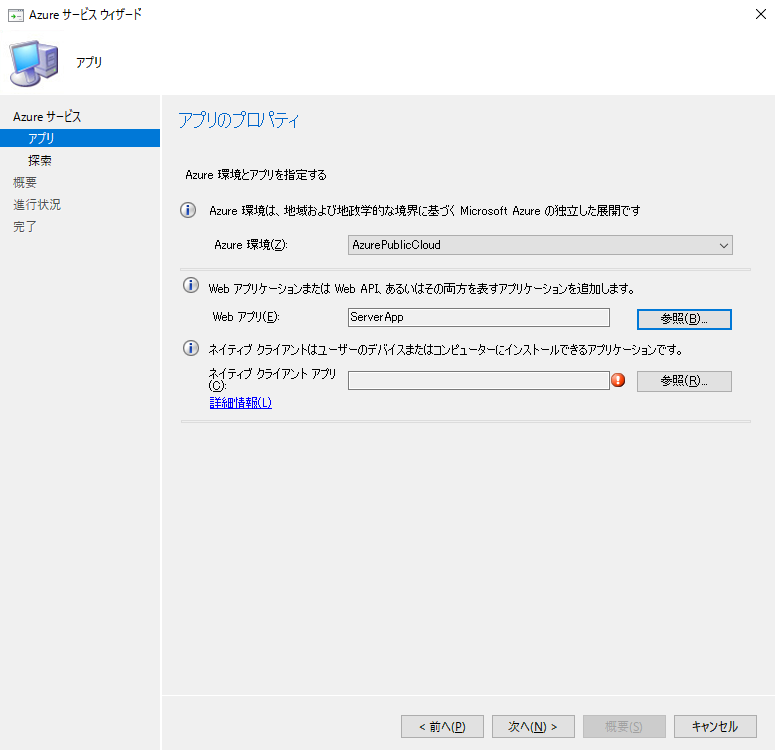 Azure サービス ウィザード
アプリ
Azure サービス
アプリ
探索
概要
進行状況
完了
アプリのプロパティ
Azure 環境とアプリを指定する
Azure 環境は、地域および地政学的な境界に基づく Microsoft Azure の独立した展開です
Azure 環境(Z):
AzurePublicCloud
Web アプリケーションまたは Web API、あるいはその両方を表すアプリケーションを追加します。
Web アプリ(E):
ServerApp
参照(B)...
ネイティブ クライアントはユーザーのデバイスまたはコンピューターにインストールできるアプリケーションです。
ネイティブ クライアント アプリ
(C):
参照(R)...
詳細情報(L)
< 前へ(P)
次へ(N) >
概要(S)
キャンセル